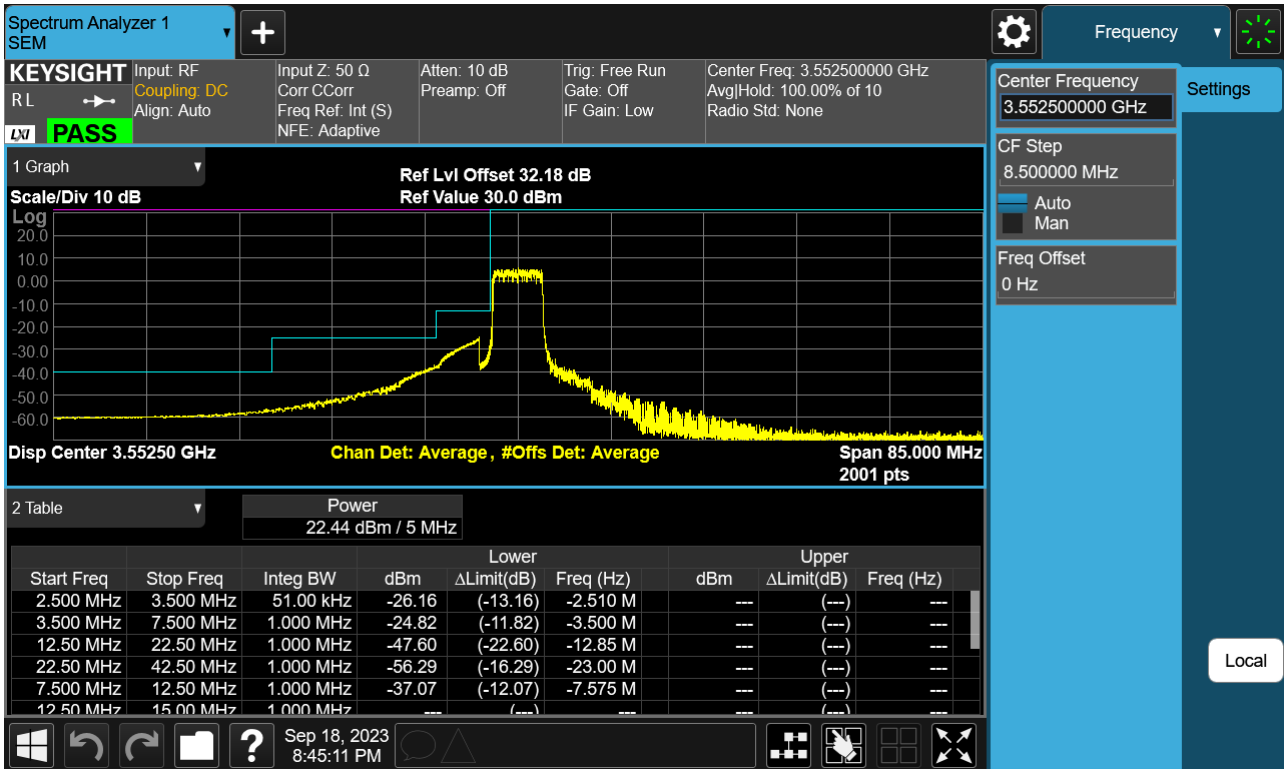 Spectrum Analyzer 1
SEM
Frequency
KEYSIGHT
R L
LXI
PASS
Input: RF
Coupling: DC
Align: Auto
Input Z: 50 Ω
Corr CCorr
Freq Ref: Int (S)
NFE: Adaptive
Atten: 10 dB
Preamp: Off
Trig: Free Run
Gate: Off
IF Gain: Low
Center Freq: 3.552500000 GHz
Avg|Hold: 100.00% of 10
Radio Std: None
Center Frequency
3.552500000 GHz
Settings
CF Step
8.500000 MHz
Auto
Man
Freq Offset
0 Hz
1 Graph
Scale/Div 10 dB
Ref Lvl Offset 32.18 dB
Ref Value 30.0 dBm
Log
20.0
10.0
0.00
-10.0
-20.0
-30.0
-40.0
-50.0
-60.0
Disp Center 3.55250 GHz
Chan Det: Average, #Offs Det: Average
Span 85.000 MHz
2001 pts
2 Table
Power
22.44 dBm / 5 MHz
Lower Upper
Start Freq Stop Freq Integ BW dBm ΔLimit(dB) Freq (Hz) dBm ΔLimit(dB) Freq (Hz)
2.500 MHz 3.500 MHz 51.00 kHz -26.16 (-13.16) -2.510 M --- (---) ---
3.500 MHz 7.500 MHz 1.000 MHz -24.82 (-11.82) -3.500 M --- (---) ---
12.50 MHz 22.50 MHz 1.000 MHz -47.60 (-22.60) -12.85 M --- (---) ---
22.50 MHz 42.50 MHz 1.000 MHz -56.29 (-16.29) -23.00 M --- (---) ---
7.500 MHz 12.50 MHz 1.000 MHz -37.07 (-12.07) -7.575 M --- (---) ---
12.50 MHz 15.00 MHz 1.000 MHz --- (---) --- --- (---) ---
Local
?
Sep 18, 2023
8:45:11 PM